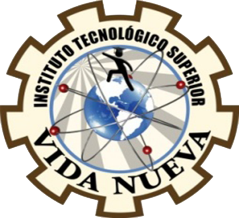 INSTITUTO TECNOLÓGICO SUPERIOR
VIDA NUEVA